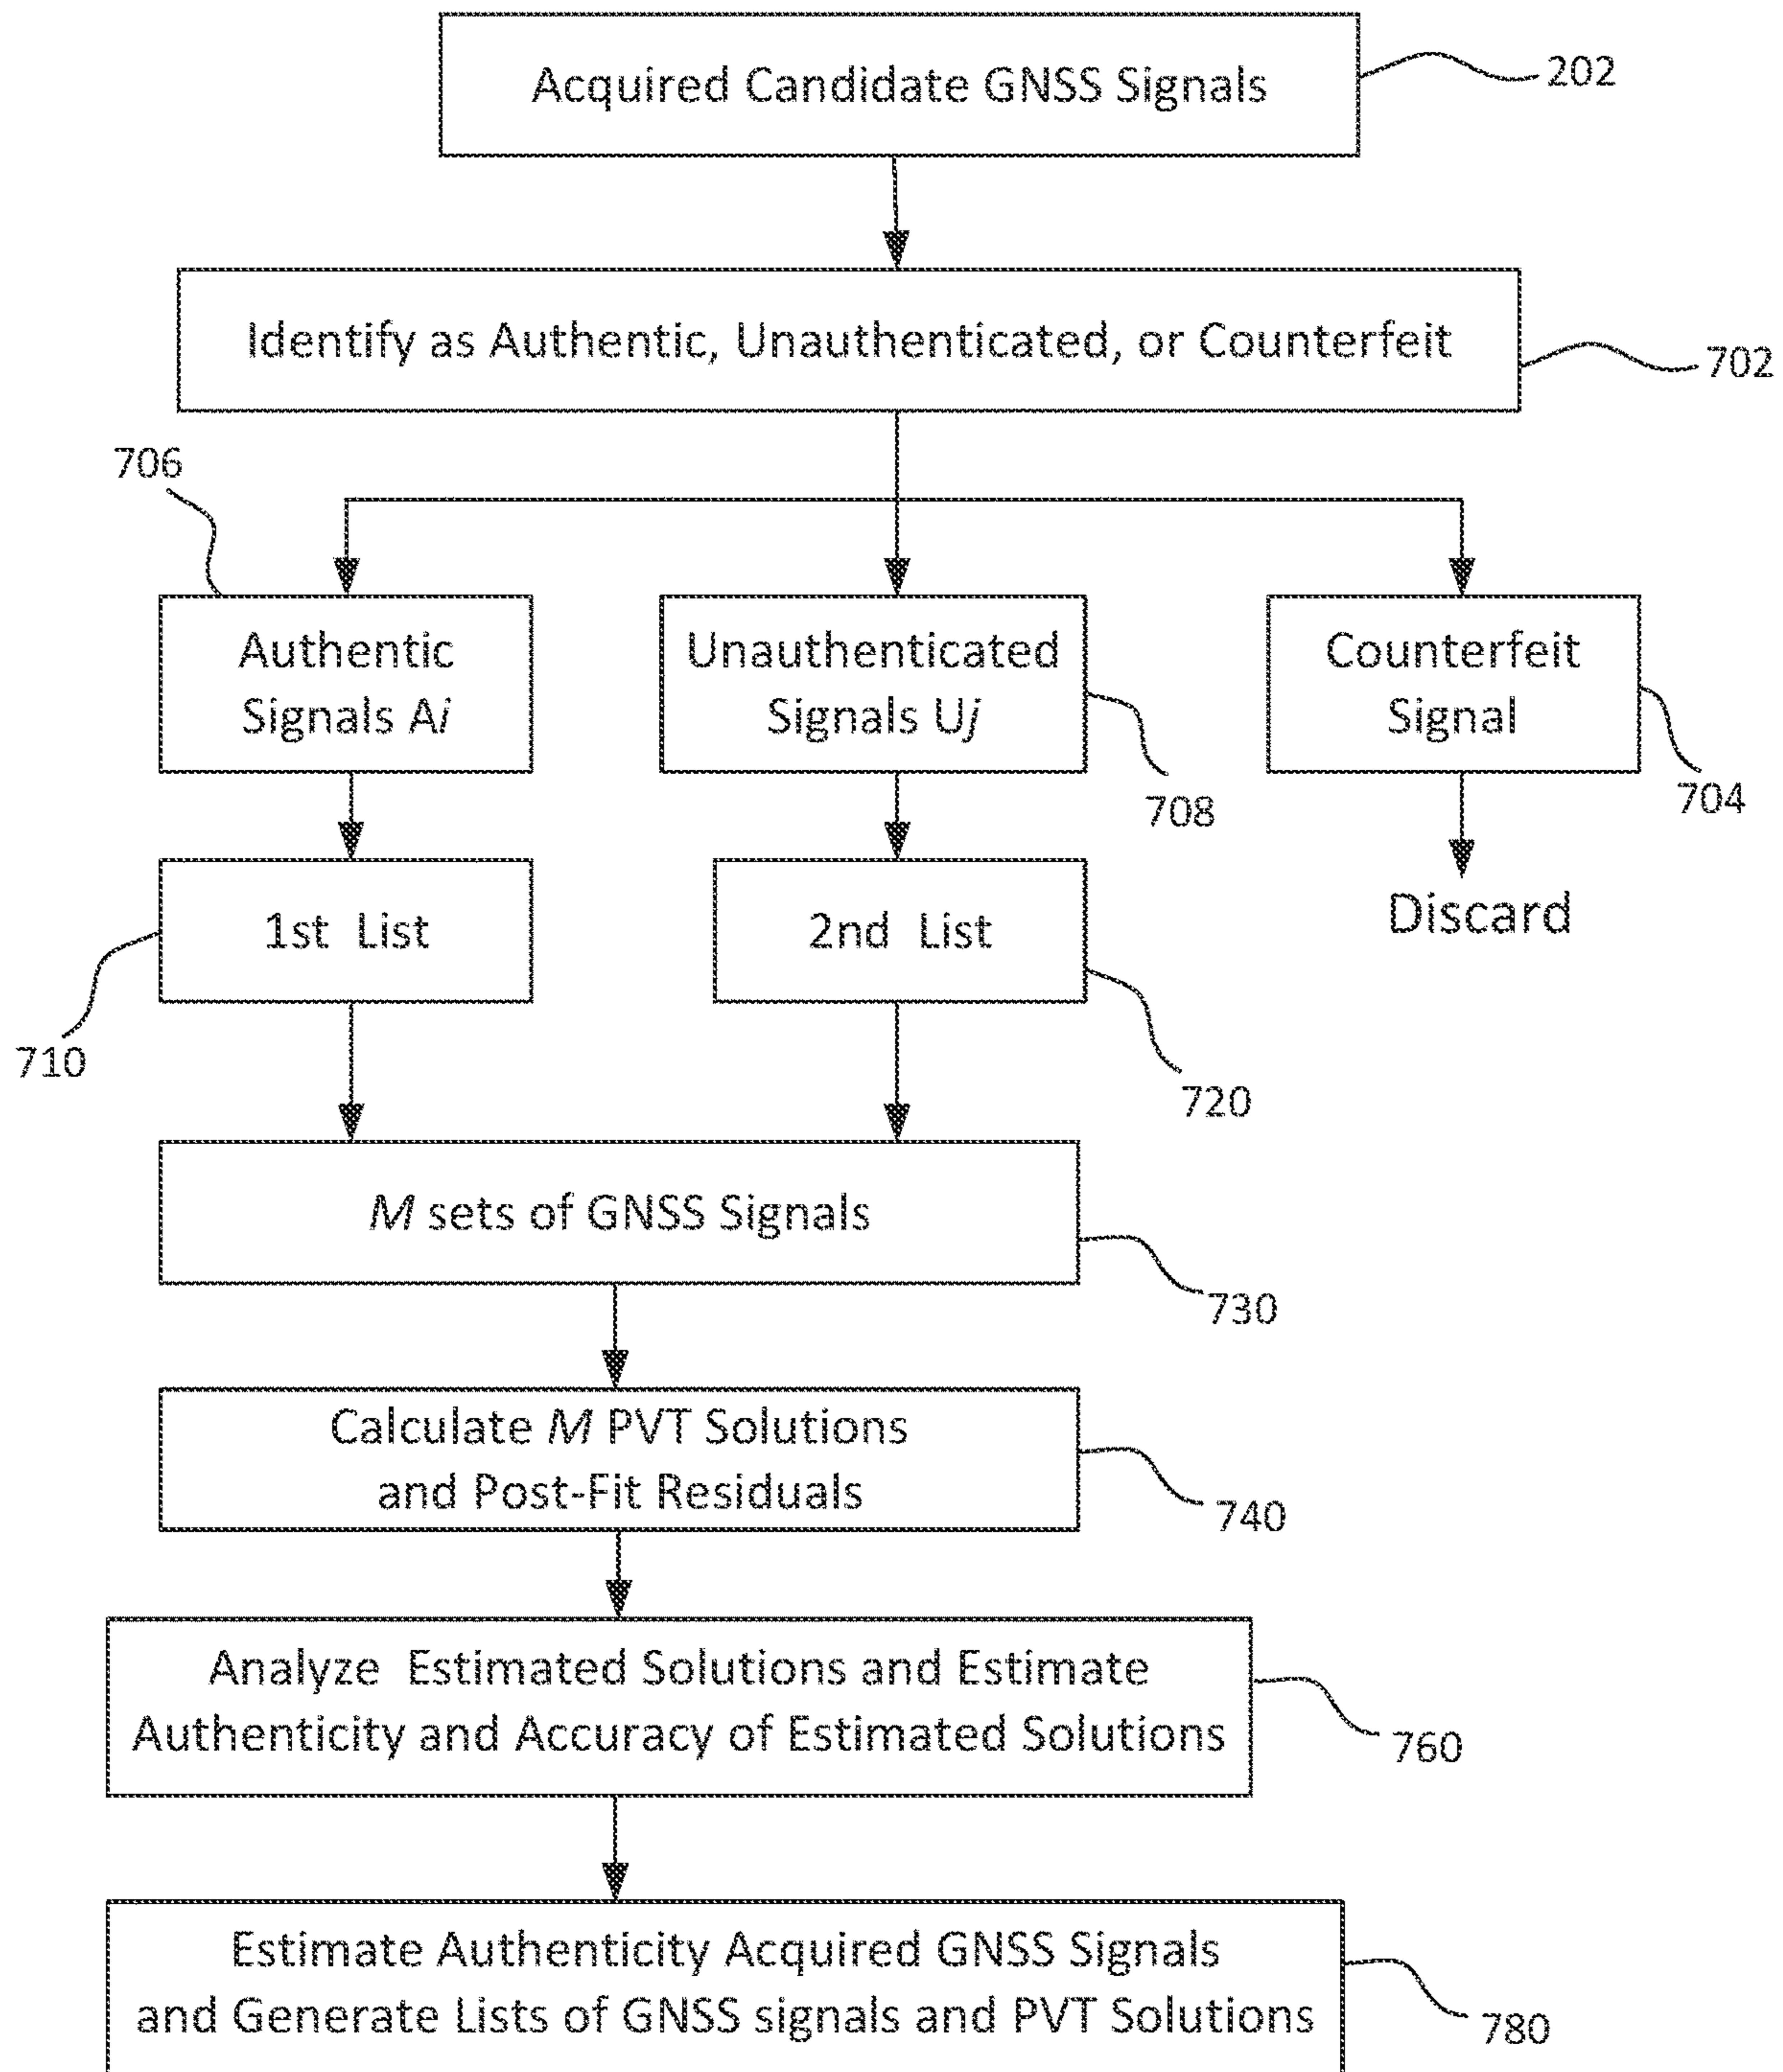 Acquired Candidate GNSS Signals
202
Identify as Authentic, Unauthenticated, or Counterfeit
702
706
Authentic
Signals Ai
Unauthenticated
Signals Uj
708
Counterfeit
Signal
704
1st List
710
2nd List
720
Discard
M sets of GNSS Signals
730
Calculate M PVT Solutions
and Post-Fit Residuals
740
Analyze Estimated Solutions and Estimate
Authenticity and Accuracy of Estimated Solutions
760
Estimate Authenticity Acquired GNSS Signals
and Generate Lists of GNSS signals and PVT Solutions
780